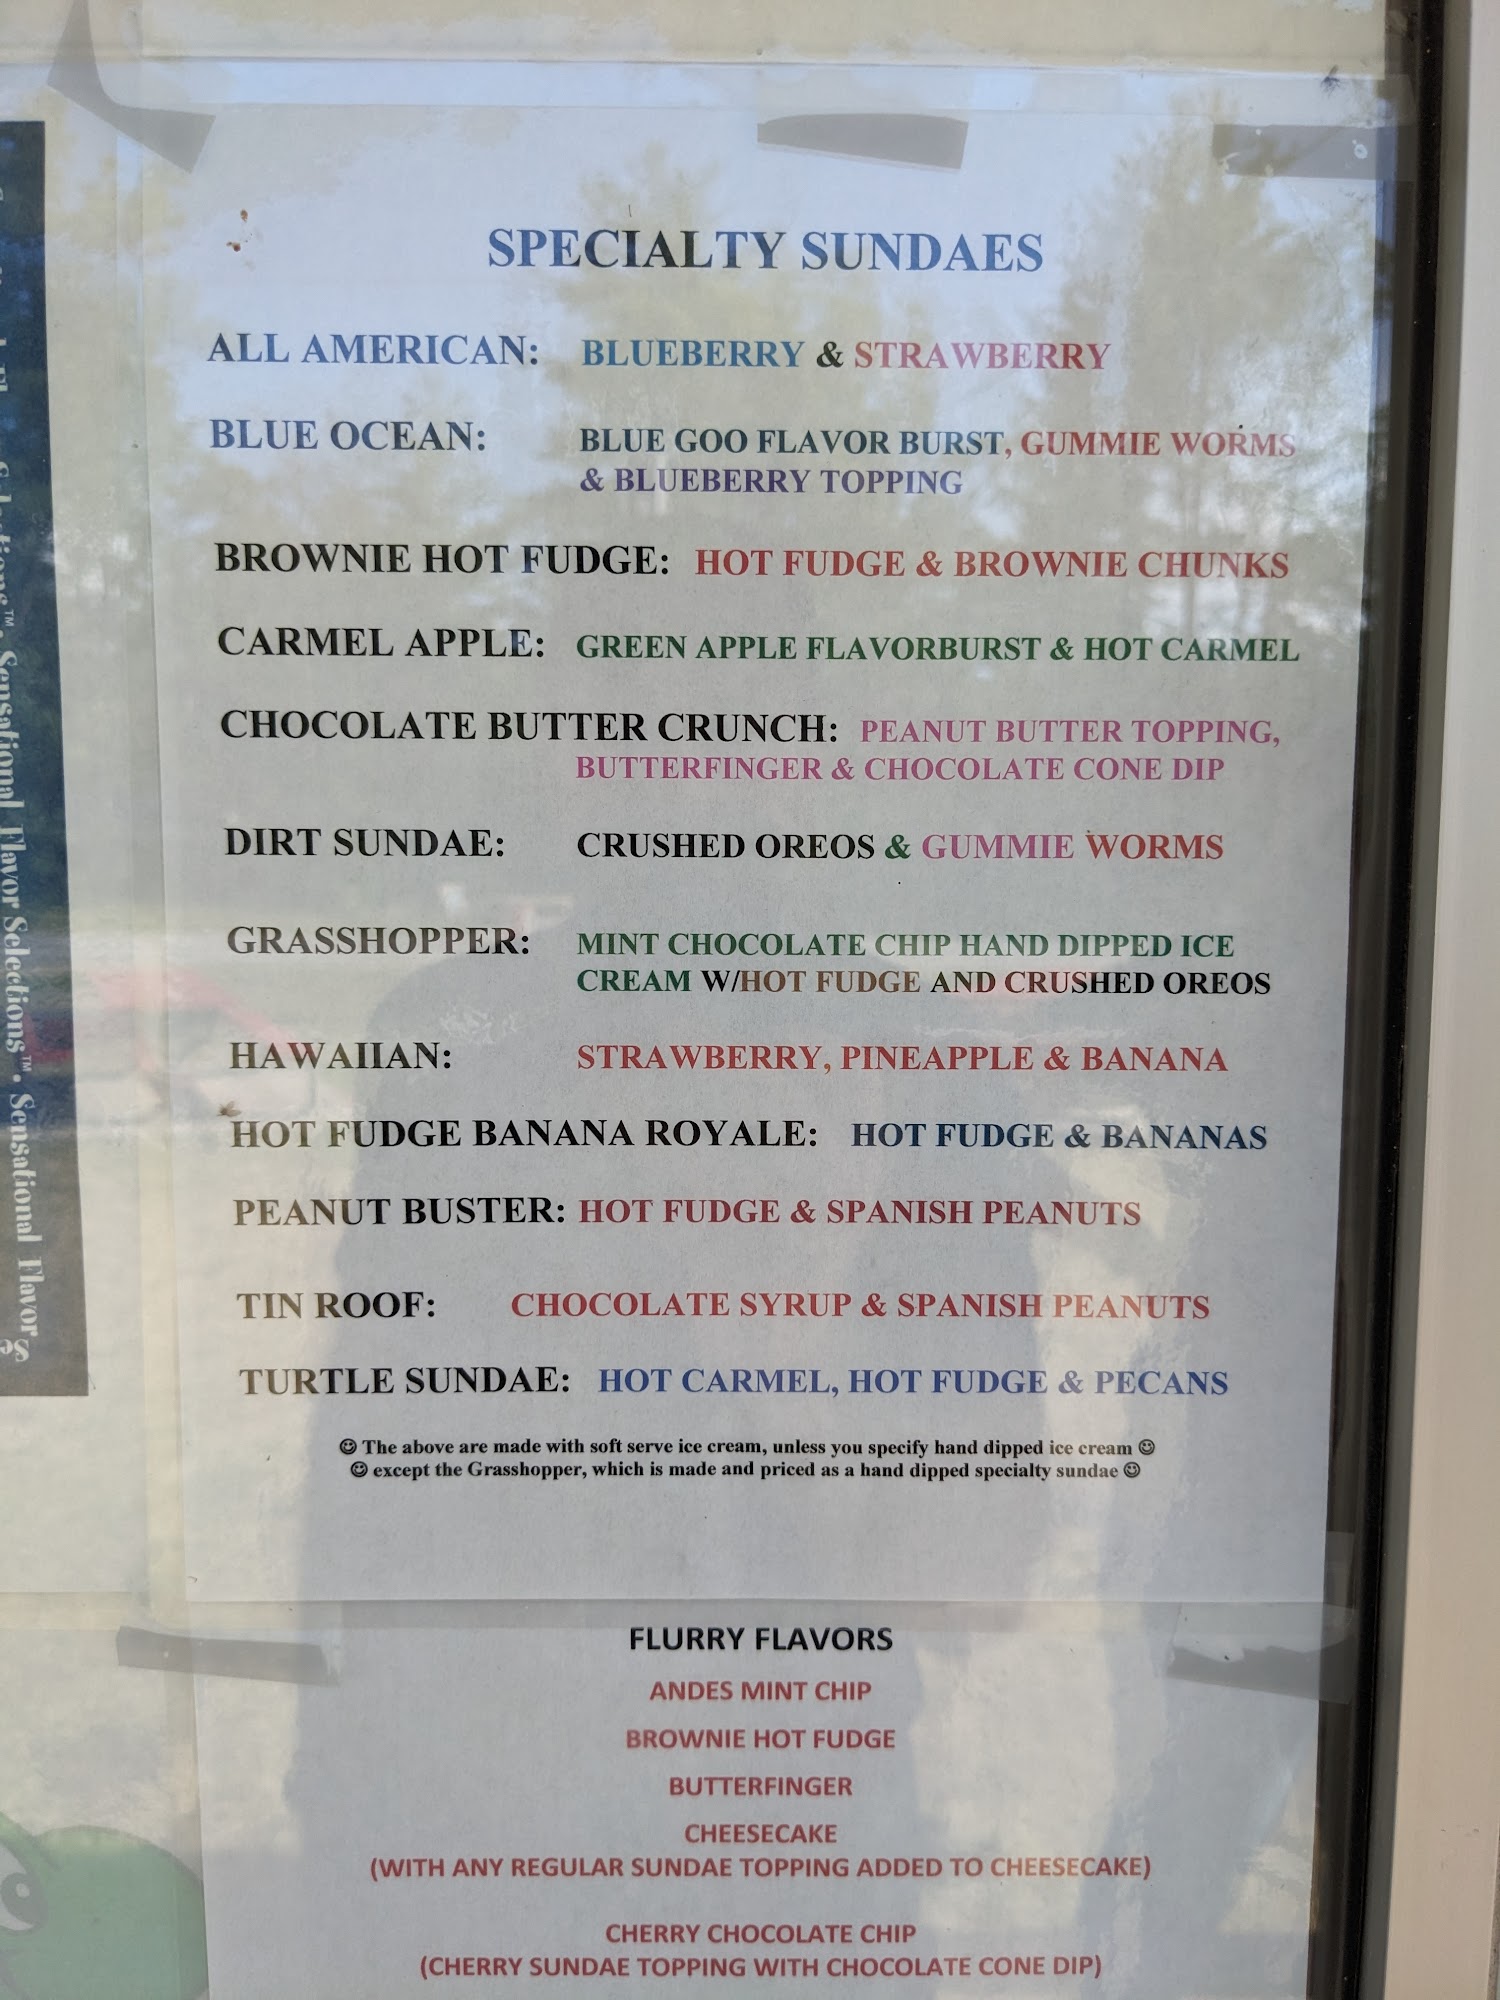 SPECIALTY SUNDAES
ALL AMERICAN: BLUEBERRY & STRAWBERRY
BLUE OCEAN: BLUE GOO FLAVOR BURST, GUMMIE WORMS
& BLUEBERRY TOPPING
BROWNIE HOT FUDGE: HOT FUDGE & BROWNIE CHUNKS
CARMEL APPLE: GREEN APPLE FLAVORBURST & HOT CARMEL
CHOCOLATE BUTTER CRUNCH: PEANUT BUTTER TOPPING,
BUTTERFINGER & CHOCOLATE CONE DIP
DIRT SUNDAE: CRUSHED OREOS & GUMMIE WORMS
GRASSHOPPER: MINT CHOCOLATE CHIP HAND DIPPED ICE
CREAM W/HOT FUDGE AND CRUSHED OREOS
HAWAIIAN: STRAWBERRY, PINEAPPLE & BANANA
HOT FUDGE BANANA ROYALE: HOT FUDGE & BANANAS
PEANUT BUSTER: HOT FUDGE & SPANISH PEANUTS
TIN ROOF: CHOCOLATE SYRUP & SPANISH PEANUTS
TURTLE SUNDAE: HOT CARMEL, HOT FUDGE & PECANS
☺ The above are made with soft serve ice cream, unless you specify hand dipped ice cream ☺
☺ except the Grasshopper, which is made and priced as a hand dipped specialty sundae ☺
FLURRY FLAVORS
ANDES MINT CHIP
BROWNIE HOT FUDGE
BUTTERFINGER
CHEESECAKE
(WITH ANY REGULAR SUNDAE TOPPING ADDED TO CHEESECAKE)
CHERRY CHOCOLATE CHIP
(CHERRY SUNDAE TOPPING WITH CHOCOLATE CONE DIP)
Selections™ • Sensational Flavor Selections™ • Sensational Flavor